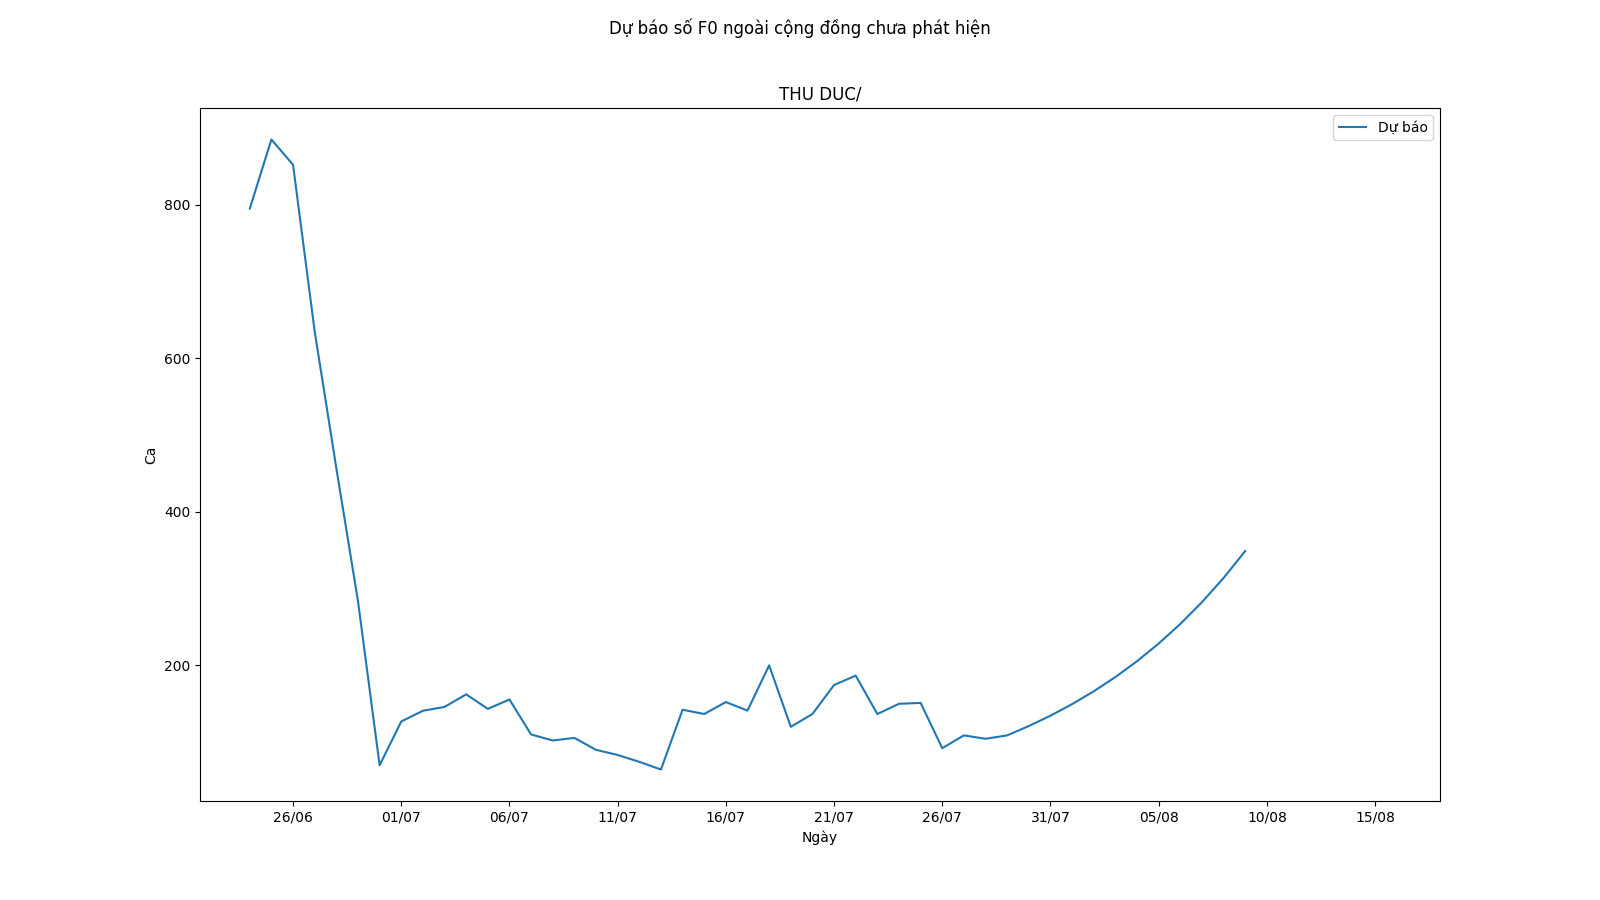 Dự báo số F0 ngoài cộng đồng chưa phát hiện
THU DUC/
Dự báo
800
600
400
200
Ca
26/06 01/07 06/07 11/07 16/07 21/07 26/07 31/07 05/08 10/08 15/08
Ngày